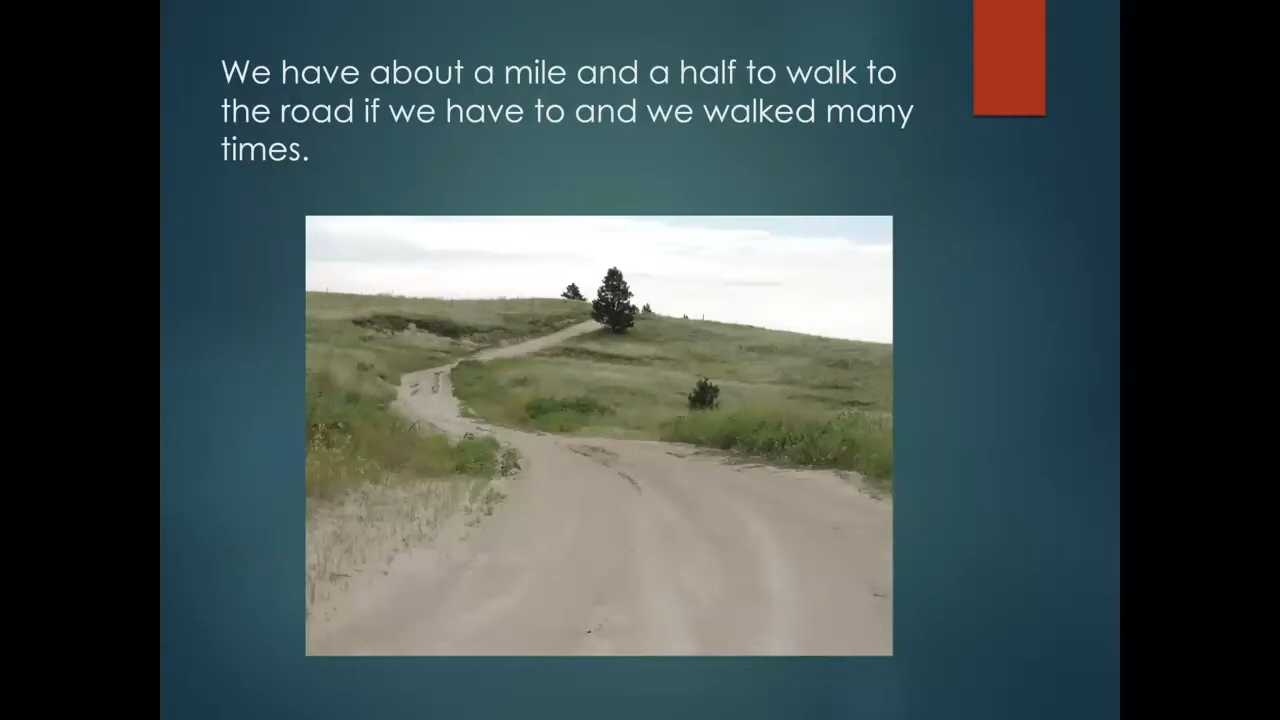 We have about a mile and a half to walk to
the road if we have to and we walked many
times.